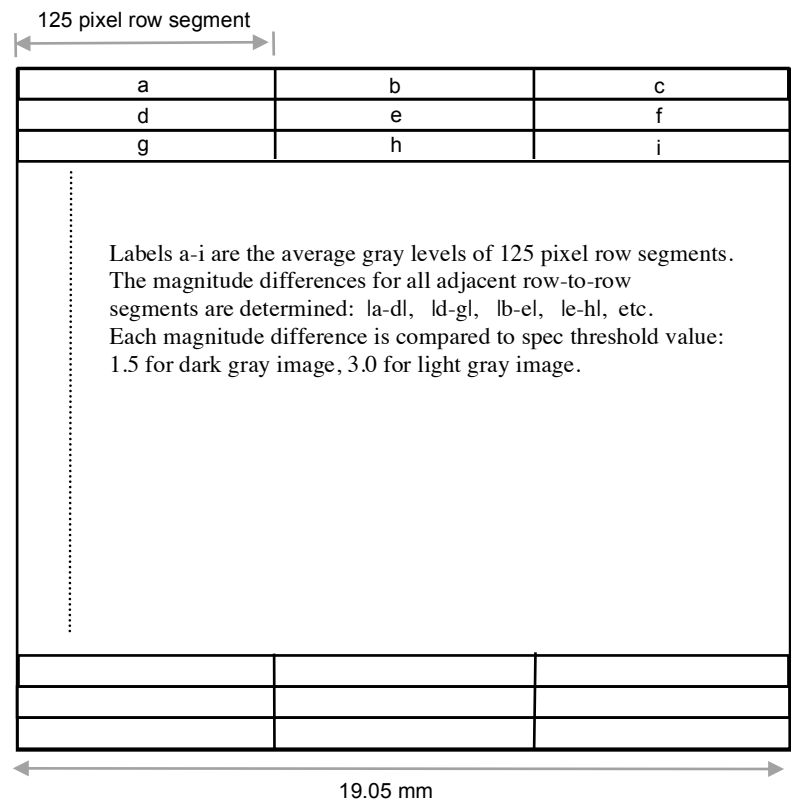 125 pixel row segment
a b c
d e f
g h i
Labels a-i are the average gray levels of 125 pixel row segments.
The magnitude differences for all adjacent row-to-row
segments are determined: |a-d|, |d-g|, |b-e|, |e-h|, etc.
Each magnitude difference is compared to spec threshold value:
1.5 for dark gray image, 3.0 for light gray image.
19.05 mm